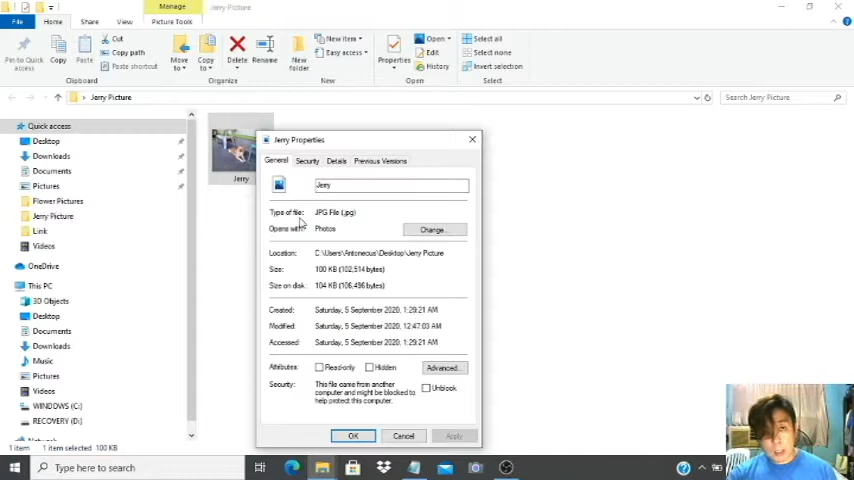 Manage
Jerry Picture
File
Home
Share
View
Picture Tools
Pin to Quick access
Copy
Paste
Cut
Copy path
Paste shortcut
Clipboard
Move to
Copy to
Delete
Rename
Organize
New folder
New item
Easy access
New
Properties
Open
Edit
History
Open
Select all
Select none
Invert selection
Select
Jerry Picture
Search Jerry Picture
Quick access
Desktop
Downloads
Documents
Pictures
Flower Pictures
Jerry Picture
Link
Videos
OneDrive
This PC
3D Objects
Desktop
Documents
Downloads
Music
Pictures
Videos
WINDOWS (C:)
RECOVERY (D:)
Jerry
Jerry Properties
General
Security
Details
Previous Versions
Jerry
Type of file: JPG File (.jpg)
Opens with: Photos
Change...
Location: C:\Users\Antonecus\Desktop\Jerry Picture
Size: 100 KB (102,514 bytes)
Size on disk: 104 KB (106,496 bytes)
Created: Saturday, 5 September 2020, 1:29:21 AM
Modified: Saturday, 5 September 2020, 12:47:03 AM
Accessed: Saturday, 5 September 2020, 1:29:21 AM
Attributes: Read-only Hidden Advanced...
Security: This file came from another
computer and might be blocked to
help protect this computer.
Unblock
OK
Cancel
Apply
1 item 1 item selected 100 KB
Type here to search